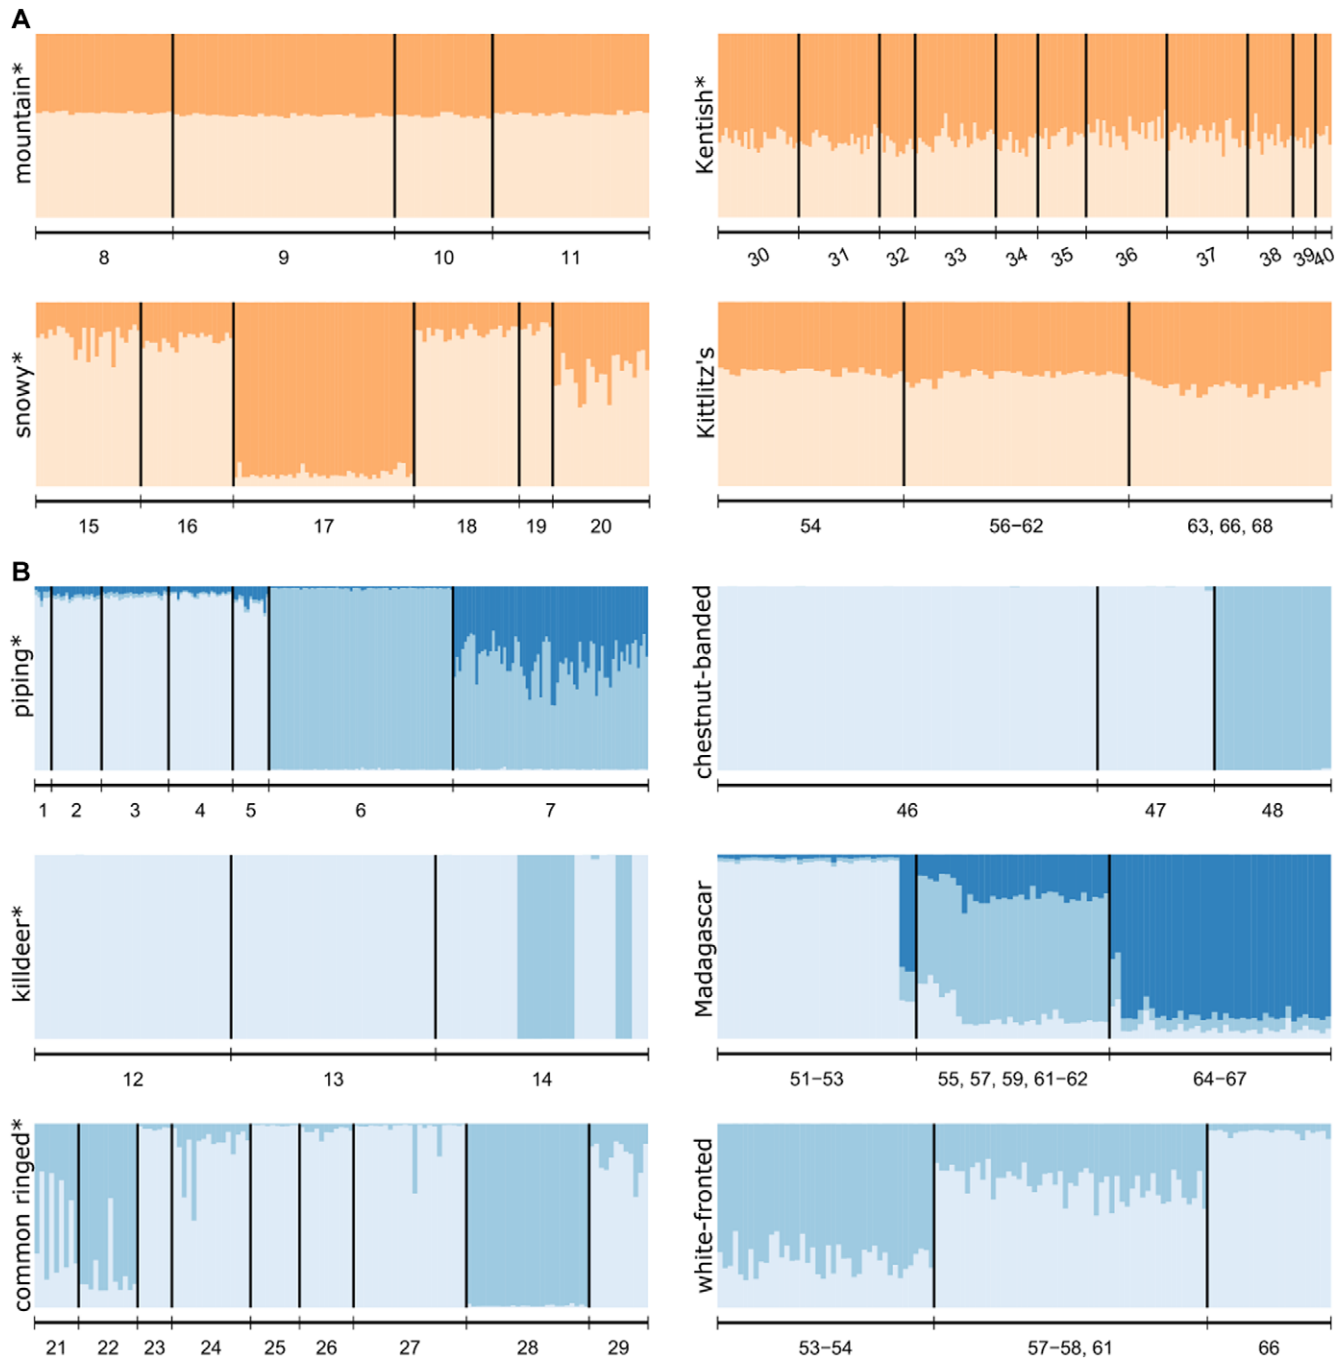 A
mountain*
8 9 10 11
Kentish*
30 31 32 33 34 35 36 37 38 39 40
snowy*
15 16 17 18 19 20
Kittlitz's
54 56−62 63, 66, 68
B
piping*
1 2 3 4 5 6 7
chestnut-banded
46 47 48
killdeer*
12 13 14
Madagascar
51−53 55, 57, 59, 61−62 64−67
common ringed*
21 22 23 24 25 26 27 28 29
white-fronted
53−54 57−58, 61 66